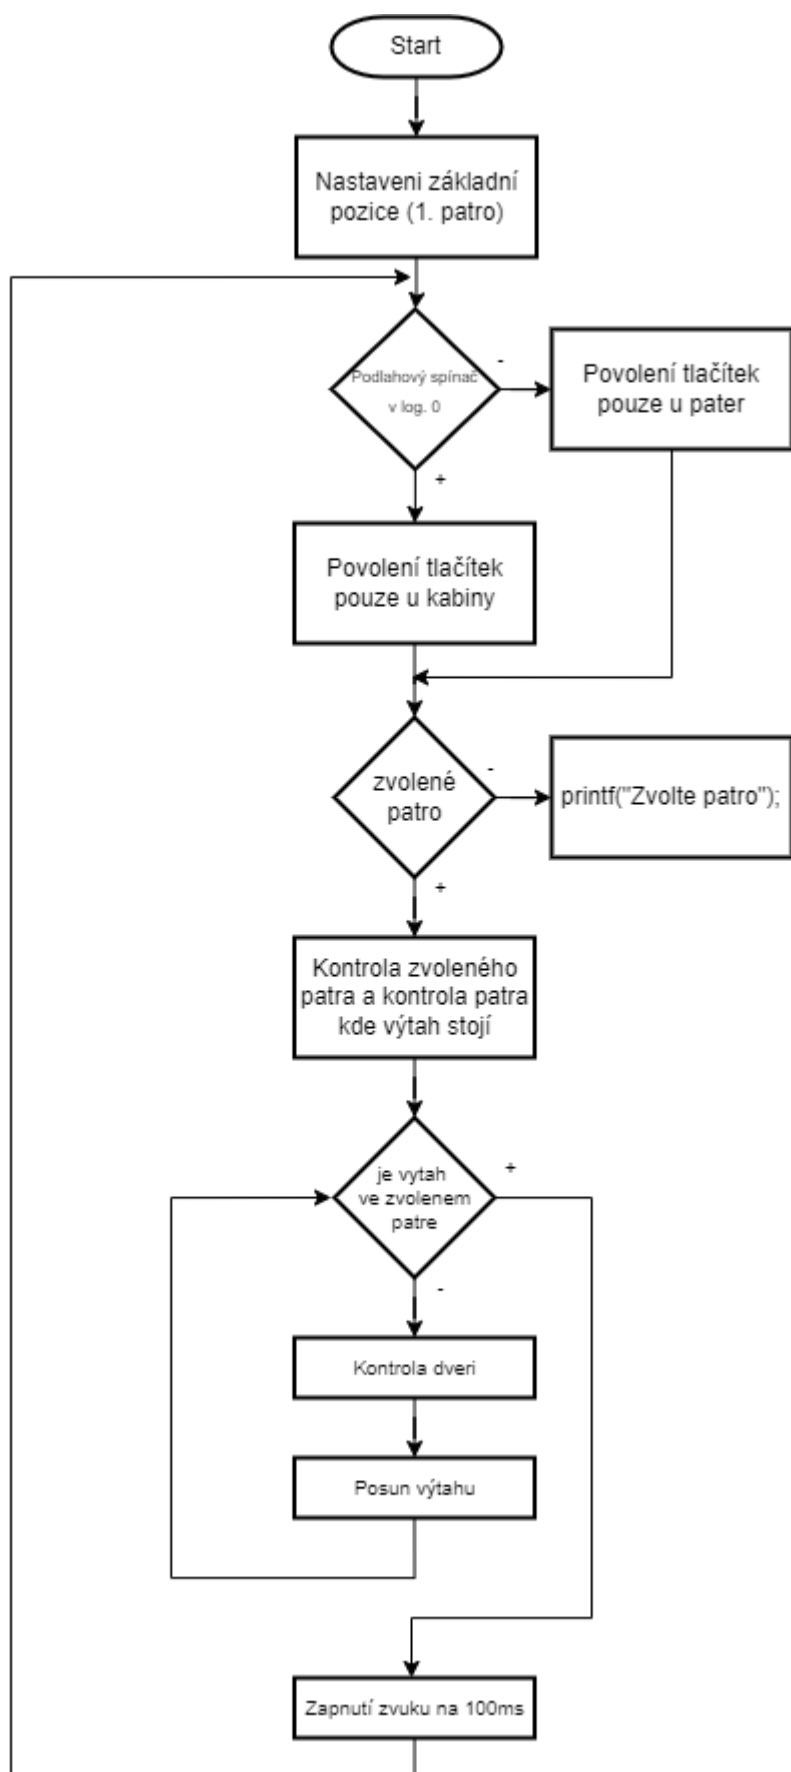 Start
Nastaveni základní
pozice (1. patro)
Podlahový spínač
v log. 0
-
Povolení tlačítek
pouze u pater
+
Povolení tlačítek
pouze u kabiny
zvolené
patro
-
printf("Zvolte patro");
+
Kontrola zvoleného
patra a kontrola patra
kde výtah stojí
je vytah
ve zvolenem
patre
+
-
Kontrola dveri
Posun výtahu
Zapnutí zvuku na 100ms